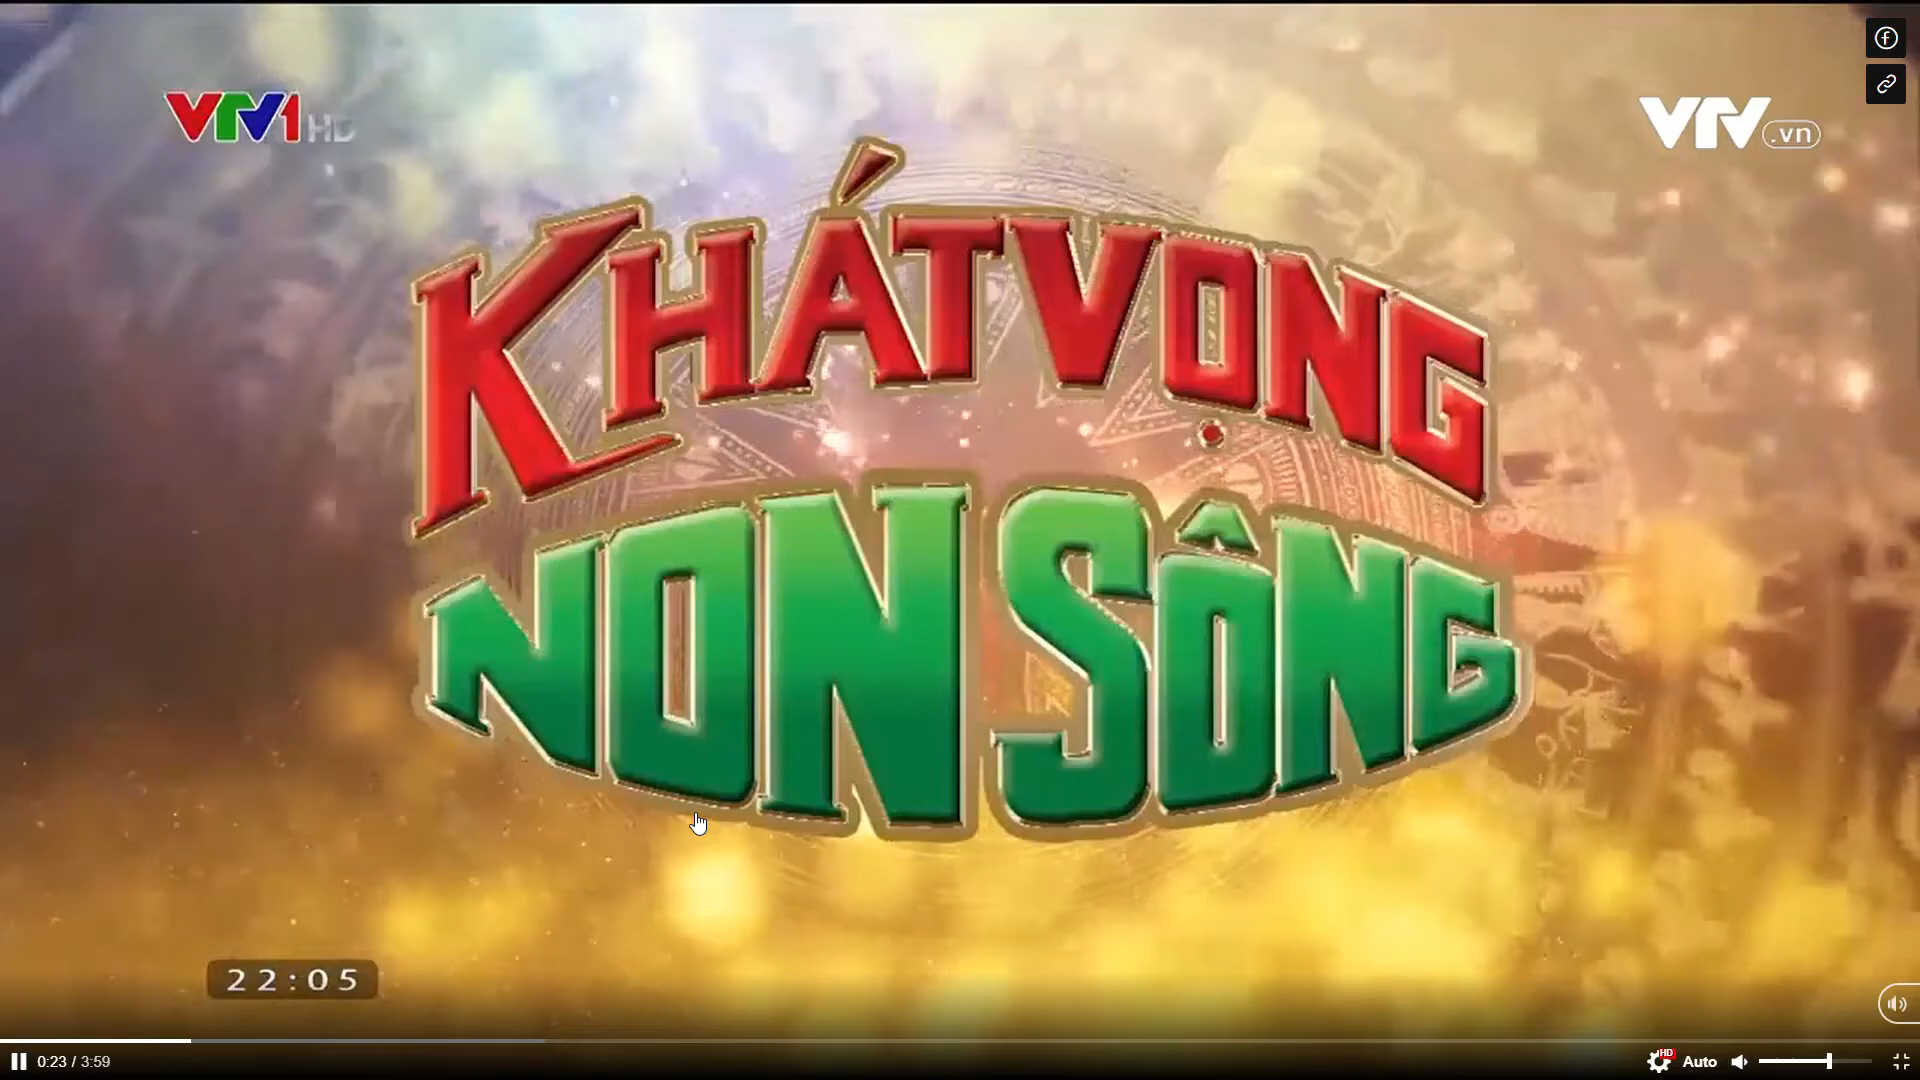 VTV1 HD
VTV.vn
KHÁT VỌNG
NON SÔNG
22:05
0:23 / 3:59
HD
Auto